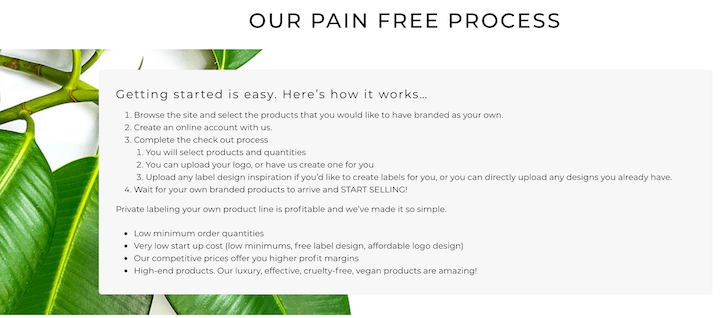 OUR PAIN FREE PROCESS
Getting started is easy. Here's how it works...
1. Browse the site and select the products that you would like to have branded as your own.
2. Create an online account with us.
3. Complete the check out process
1. You will select products and quantities
2. You can upload your logo, or have us create one for you
3. Upload any label design inspiration if you'd like to create labels for you, or you can directly upload any designs you already have.
4. Wait for your own branded products to arrive and START SELLING!
Private labeling your own product line is profitable and we've made it so simple.
• Low minimum order quantities
• Very low start up cost (low minimums, free label design, affordable logo design)
• Our competitive prices offer you higher profit margins
• High-end products. Our luxury, effective, cruelty-free, vegan products are amazing!